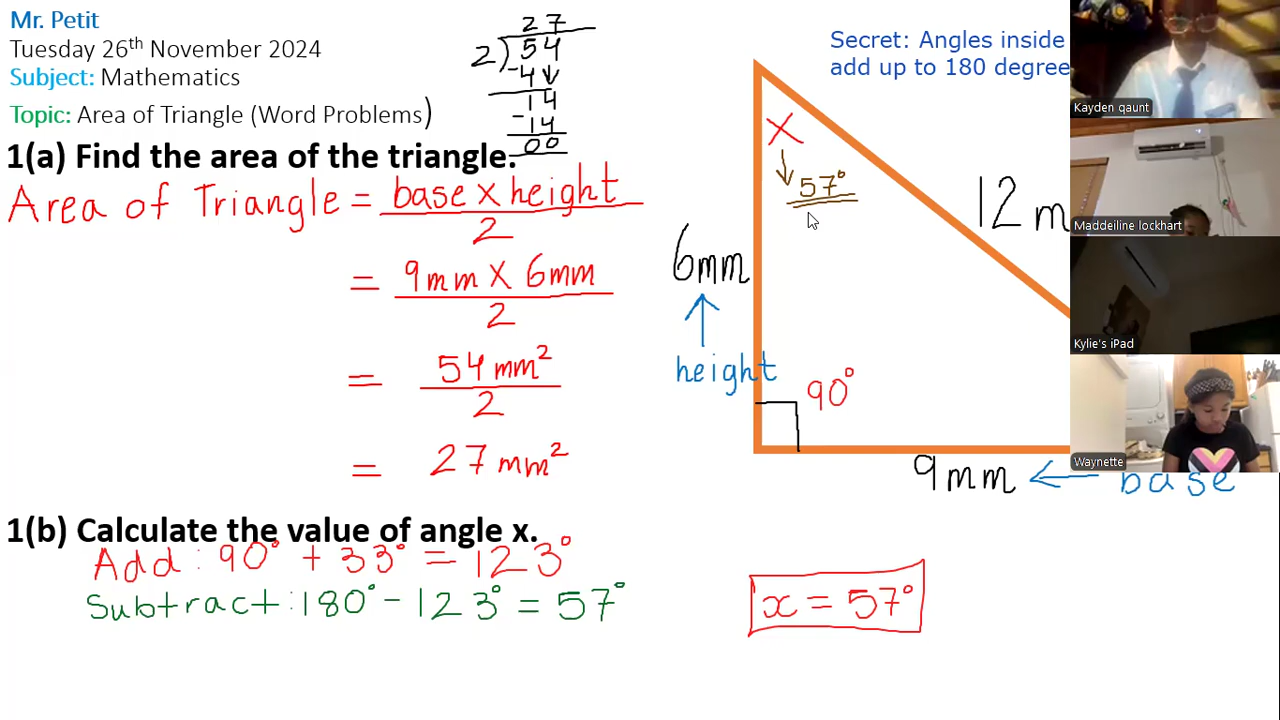 Mr. Petit
Tuesday 26th November 2024
Subject: Mathematics
Topic: Area of Triangle (Word Problems)
27
2)54
-4↓
14
-14
00
1(a) Find the area of the triangle.
Area of Triangle = base x height
2
= 9mm x 6mm
2
= 54mm²
2
= 27mm²
1(b) Calculate the value of angle x.
Add: 90° + 33° = 123°
Subtract: 180° - 123° = 57°
Secret: Angles inside
add up to 180
x
57°
12m
6mm
height
90°
9mm ← base
x = 57°
Kayden qaunt
Maddeiline lockhart
Kylie's iPad
Waynette